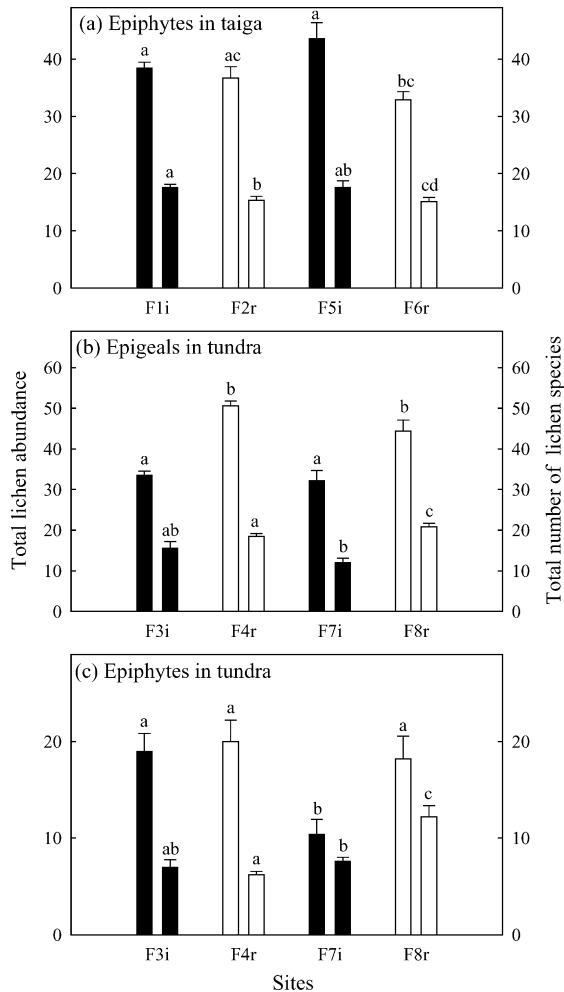 (a) Epiphytes in taiga
a
a
ac
b
a
ab
bc
cd
40
30
20
10
0
40
30
20
10
0
F1i F2r F5i F6r
(b) Epigeals in tundra
a
ab
b
a
a
b
b
c
60
50
40
30
20
10
0
60
50
40
30
20
10
0
F3i F4r F7i F8r
Total lichen abundance
Total number of lichen species
(c) Epiphytes in tundra
a
ab
a
a
b
b
a
c
20
10
0
20
10
0
F3i F4r F7i F8r
Sites